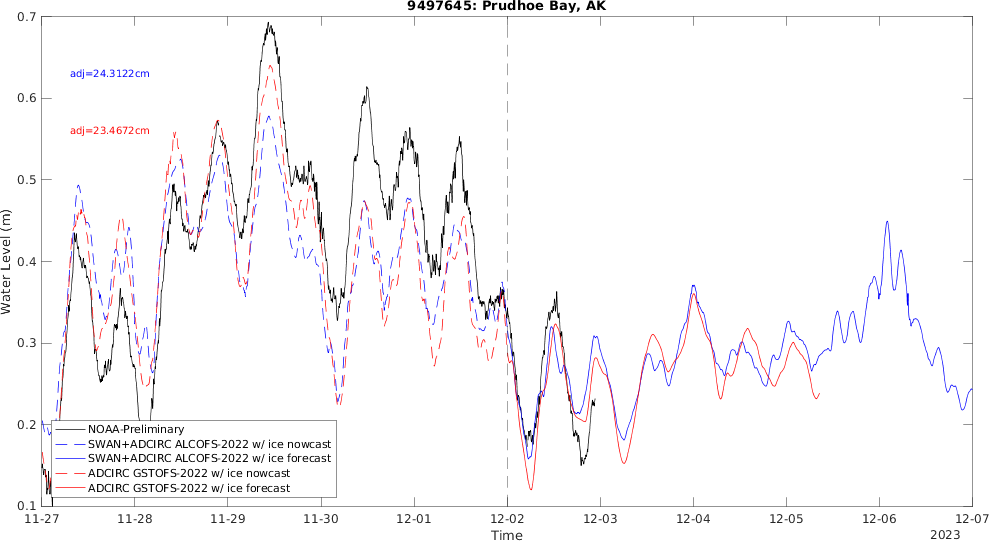 9497645: Prudhoe Bay, AK
0.7
adj=24.3122cm
0.6
adj=23.4672cm
0.5
0.4
0.3
0.2
0.1
Water Level (m)
NOAA-Preliminary
SWAN+ADCIRC ALCOFS-2022 w/ ice nowcast
SWAN+ADCIRC ALCOFS-2022 w/ ice forecast
ADCIRC GSTOFS-2022 w/ ice nowcast
ADCIRC GSTOFS-2022 w/ ice forecast
11-27 11-28 11-29 11-30 12-01 12-02 12-03 12-04 12-05 12-06 12-07
Time
2023